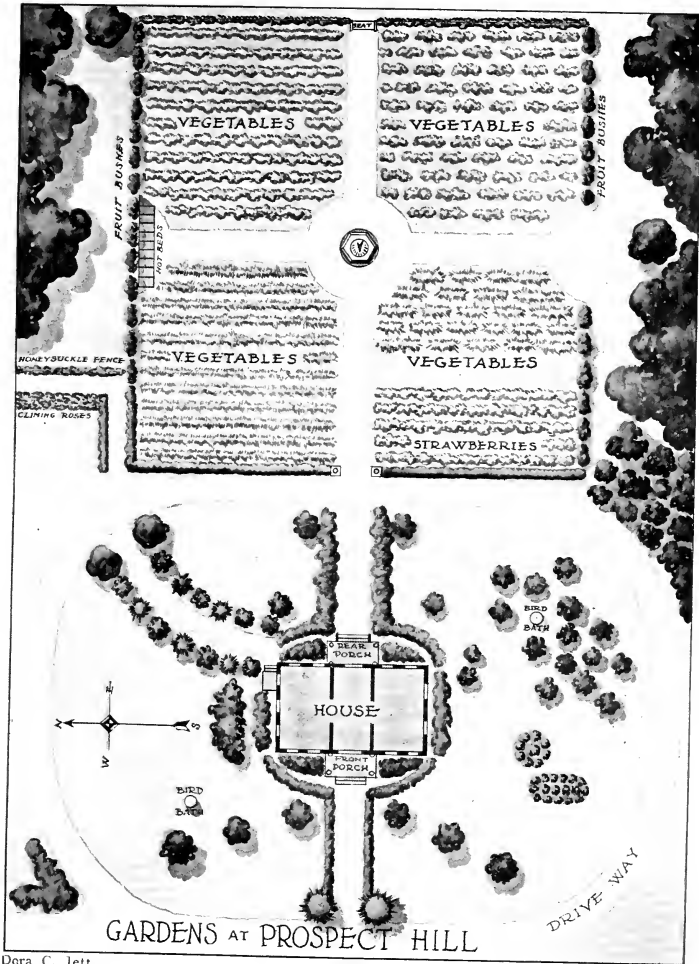 SEAT
VEGETABLES
VEGETABLES
FRUIT BUSHES
FRUIT BUSHES
HOT BEDS
VEGETABLES
VEGETABLES
HONEYSUCKLE FENCE
CLIMING ROSES
STRAWBERRIES
BIRD
BATH
REAR
PORCH
HOUSE
E
N
S
W
FRONT
PORCH
BIRD
BATH
DRIVE WAY
GARDENS AT PROSPECT HILL
Dora C. Jett